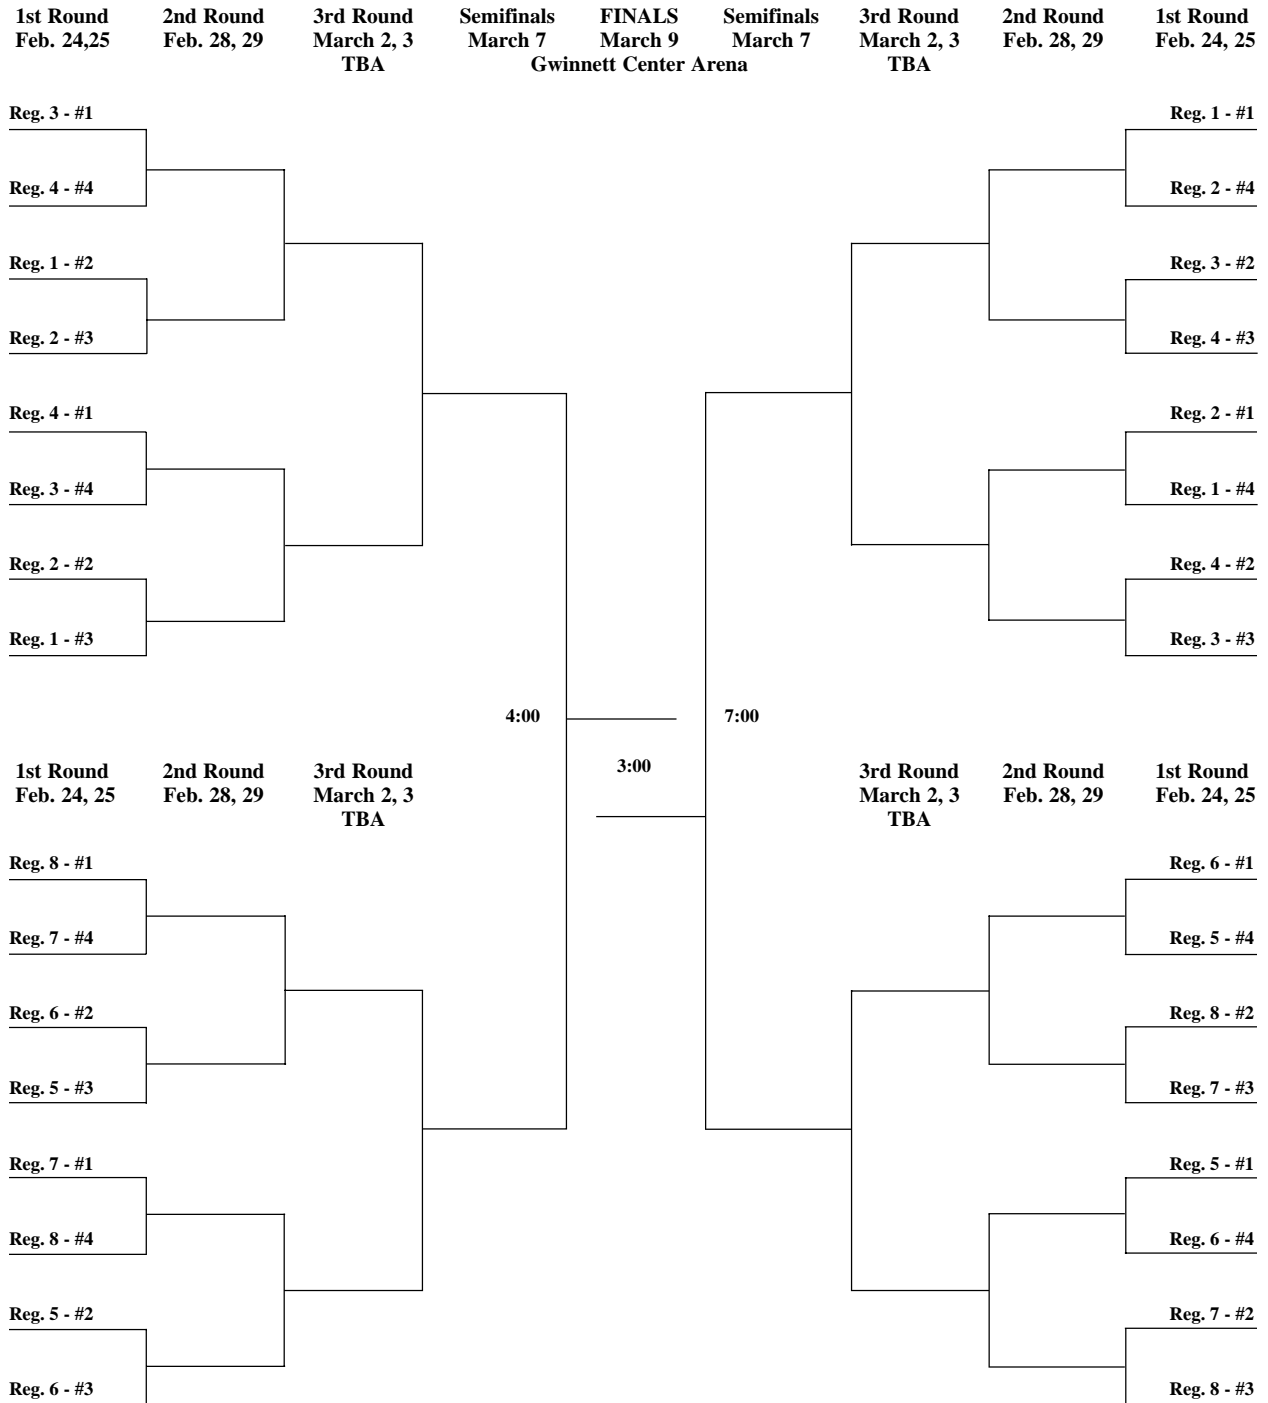 1st Round 2nd Round 3rd Round Semifinals FINALS Semifinals 3rd Round 2nd Round 1st Round
Feb. 24,25 Feb. 28, 29 March 2, 3 March 7 March 9 March 7 March 2, 3 Feb. 28, 29 Feb. 24, 25
TBA Gwinnett Center Arena TBA
Reg. 3 - #1 Reg. 1 - #1
Reg. 4 - #4 Reg. 2 - #4
Reg. 1 - #2 Reg. 3 - #2
Reg. 2 - #3 Reg. 4 - #3
Reg. 4 - #1 Reg. 2 - #1
Reg. 3 - #4 Reg. 1 - #4
Reg. 2 - #2 Reg. 4 - #2
Reg. 1 - #3 Reg. 3 - #3
4:00 7:00
3:00
1st Round 2nd Round 3rd Round 3rd Round 2nd Round 1st Round
Feb. 24, 25 Feb. 28, 29 March 2, 3 March 2, 3 Feb. 28, 29 Feb. 24, 25
TBA TBA
Reg. 8 - #1 Reg. 6 - #1
Reg. 7 - #4 Reg. 5 - #4
Reg. 6 - #2 Reg. 8 - #2
Reg. 5 - #3 Reg. 7 - #3
Reg. 7 - #1 Reg. 5 - #1
Reg. 8 - #4 Reg. 6 - #4
Reg. 5 - #2 Reg. 7 - #2
Reg. 6 - #3 Reg. 8 - #3